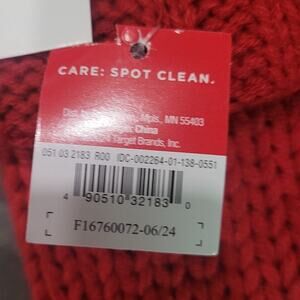 CARE: SPOT CLEAN.
Mpls, MN 55403
China
Target Brands, Inc.
051 03 2183 R00 IDC-002264-01-138-0551
4 90510 32183 0
F16760072-06/24